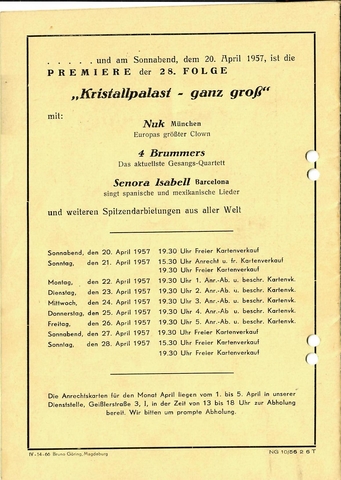 . . . . . und am Sonnabend, dem 20. April 1957, ist die
PREMIERE der 28. FOLGE
„Kristallpalast - ganz groß"
mit:
Nuk München
Europas größter Clown
4 Brummers
Das aktuellste Gesangs-Quartett
Senora Isabell Barcelona
singt spanische und mexikanische Lieder
und weiteren Spitzendarbietungen aus aller Welt
Sonnabend, den 20. April 1957 19.30 Uhr Freier Kartenverkauf
Sonntag, den 21. April 1957 15.30 Uhr Anrecht u. fr. Kartenverkauf
19.30 Uhr Freier Kartenverkauf
Montag, den 22. April 1957 19.30 Uhr 1. Anr.-Ab. u. beschr. Kartenvk.
Dienstag, den 23. April 1957 19.30 Uhr 2. Anr.-Ab. u. beschr. Kartenvk.
Mittwoch, den 24. April 1957 19.30 Uhr 3. Anr.-Ab. u. beschr. Kartenvk.
Donnerstag, den 25. April 1957 19.30 Uhr 4. Anr.-Ab. u. beschr. Kartenvk.
Freitag, den 26. April 1957 19.30 Uhr 5. Anr.-Ab. u. beschr. Kartenvk.
Sonnabend, den 27. April 1957 19.30 Uhr Freier Kartenverkauf
Sonntag, den 28. April 1957 15.30 Uhr Freier Kartenverkauf
19.30 Uhr Freier Kartenverkauf
Die Anrechtskarten für den Monat April liegen vom 1. bis 5. April in unserer
Dienststelle, Geißlerstraße 3, I, in der Zeit von 13 bis 18 Uhr zur Abholung
bereit. Wir bitten um prompte Abholung.
IV-14-66 Bruno Göring, Magdeburg NG 10/56 2 6 T